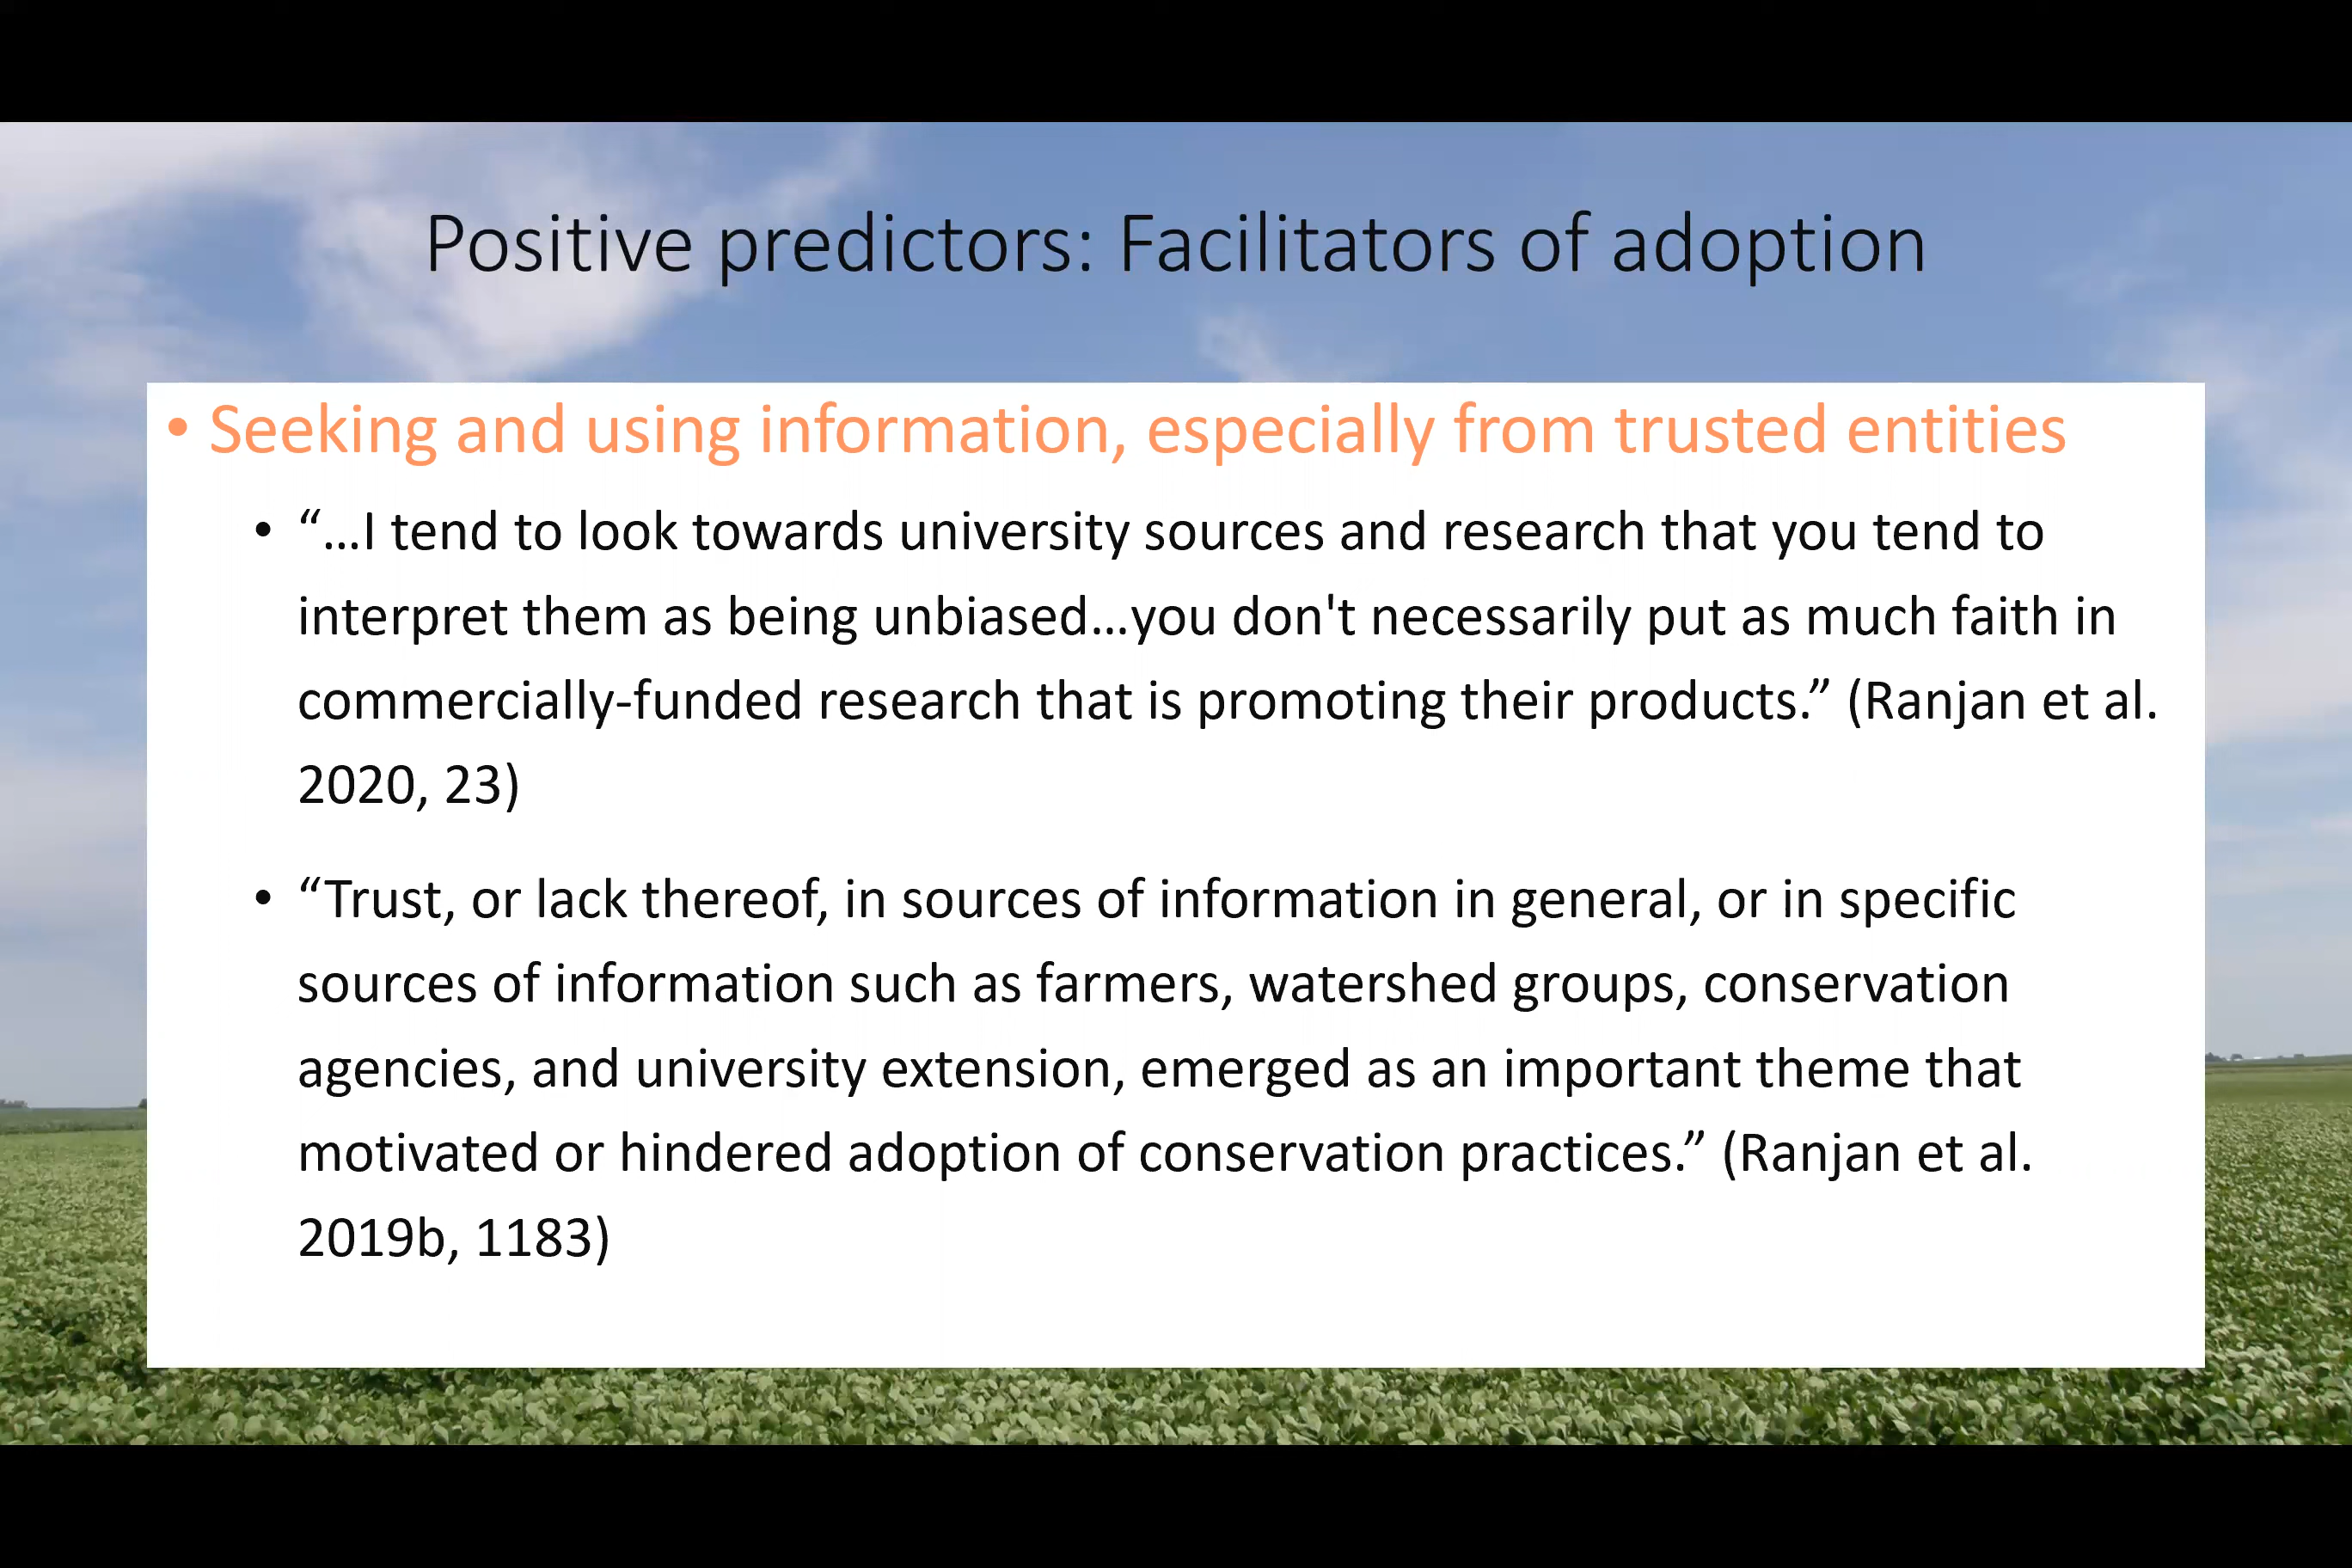 Positive predictors: Facilitators of adoption
• Seeking and using information, especially from trusted entities
• “...I tend to look towards university sources and research that you tend to
interpret them as being unbiased...you don't necessarily put as much faith in
commercially-funded research that is promoting their products.” (Ranjan et al.
2020, 23)
• “Trust, or lack thereof, in sources of information in general, or in specific
sources of information such as farmers, watershed groups, conservation
agencies, and university extension, emerged as an important theme that
motivated or hindered adoption of conservation practices.” (Ranjan et al.
2019b, 1183)